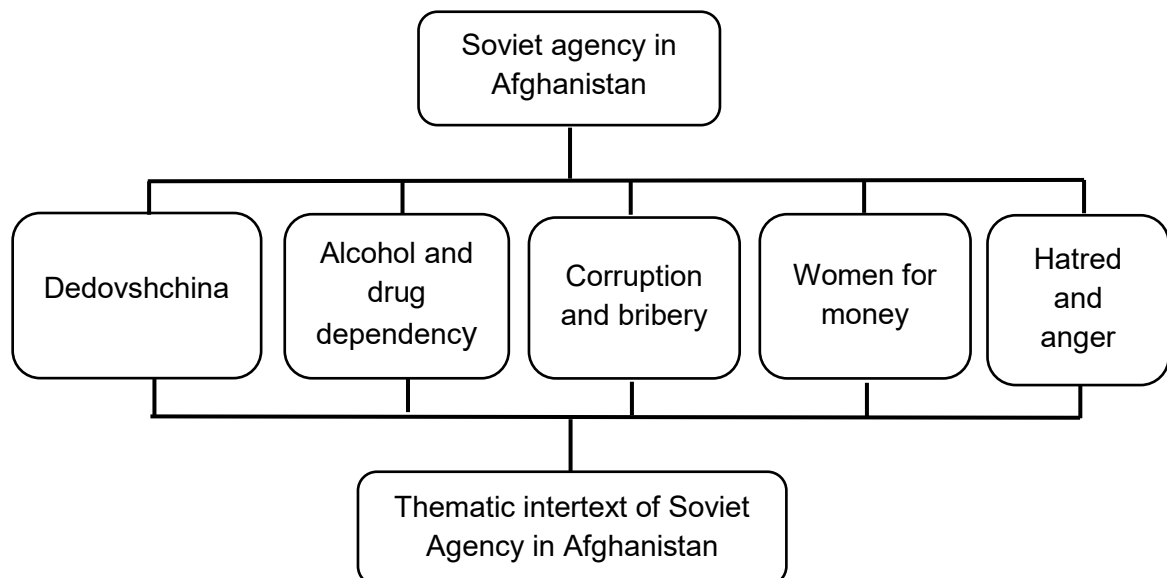 Soviet agency in
Afghanistan
Dedovshchina
Alcohol and
drug
dependency
Corruption
and bribery
Women for
money
Hatred
and
anger
Thematic intertext of Soviet
Agency in Afghanistan